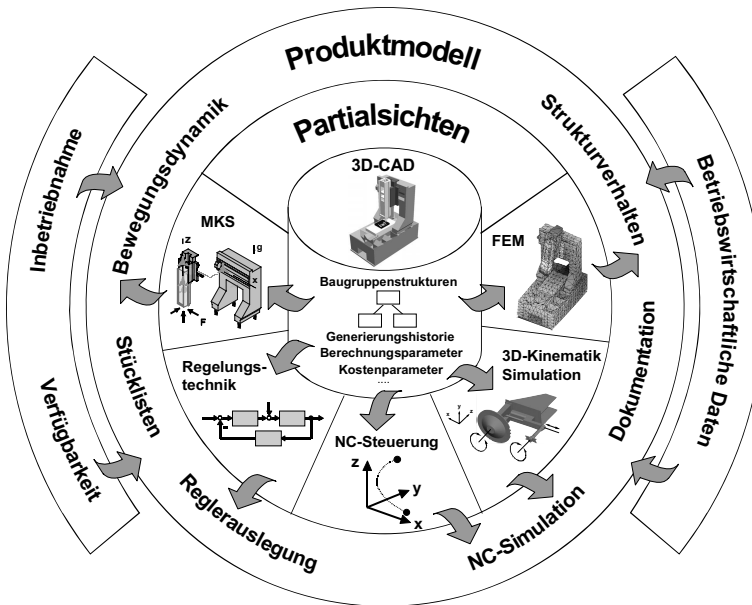 Produktmodell
Partialsichten
3D-CAD
Bewegungsdynamik
Strukturverhalten
Inbetriebnahme
Betriebswirtschaftliche Daten
MKS
z
g
x
F
FEM
Baugruppenstrukturen
Generierungshistorie
Berechnungsparameter
Kostenparameter
....
Regelungs-
technik
-
3D-Kinematik
Simulation
z
y
x
NC-Steuerung
z
y
x
Stücklisten
Dokumentation
Verfügbarkeit
Reglerauslegung
NC-Simulation